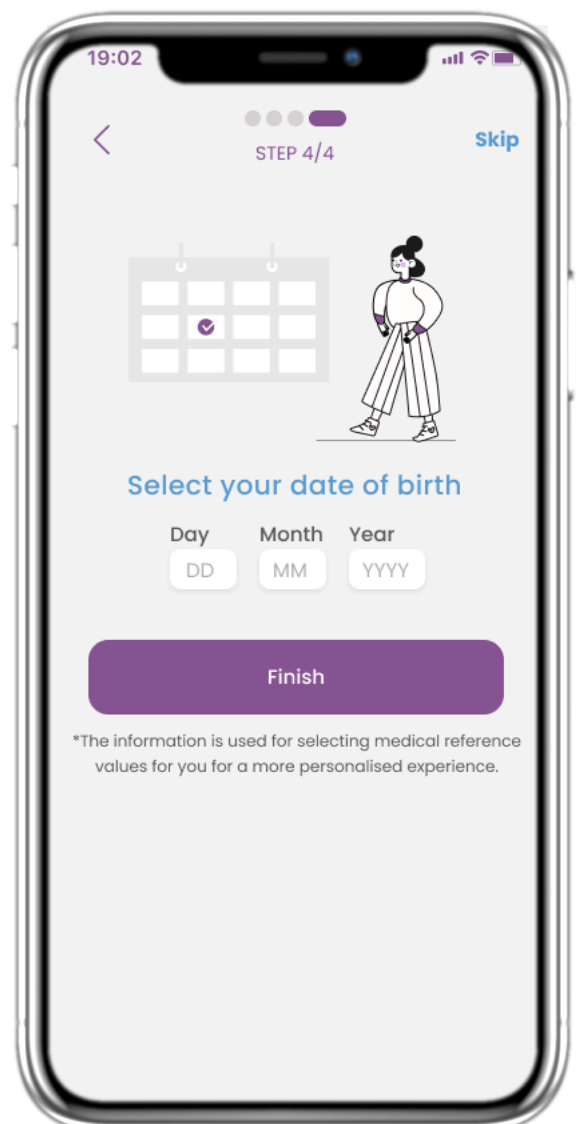 19:02
STEP 4/4
Skip
Select your date of birth
Day Month Year
DD MM YYYY
Finish
*The information is used for selecting medical reference
values for you for a more personalised experience.